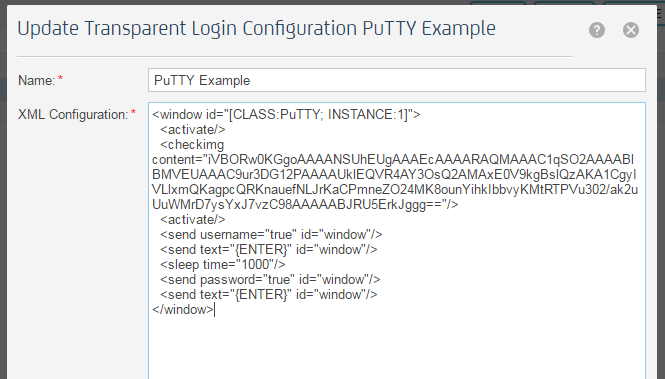 Update Transparent Login Configuration PuTTY Example
Name: *
PuTTY Example
XML Configuration: *
<window id="[CLASS:PuTTY; INSTANCE:1]">
<activate/>
<checkimg
content="iVBORw0KGgoAAAANSUhEUgAAAEcAAAARAQMAAAC1qSO2AAAABl
BMVEUAAAC9ur3DG12PAAAAUklEQVR4AY3OsQ2AMAxE0V9kgBslQzAKA1CgyI
VLlxmQKagpcQRKnauefNLJrKaCPmneZO24MK8ounYihkIbbvyKMtRTPVu302/ak2u
UuWMrD7ysYxJ7vzC98AAAAABJRU5ErkJggg=="/>
<activate/>
<send username="true" id="window"/>
<send text="{ENTER}" id="window"/>
<sleep time="1000"/>
<send password="true" id="window"/>
<send text="{ENTER}" id="window"/>
</window>